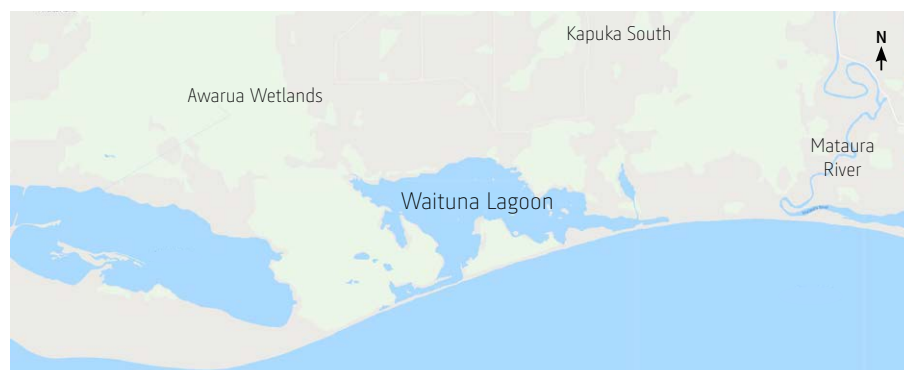 Kapuka South
N
Awarua Wetlands
Mataura
River
Waituna Lagoon